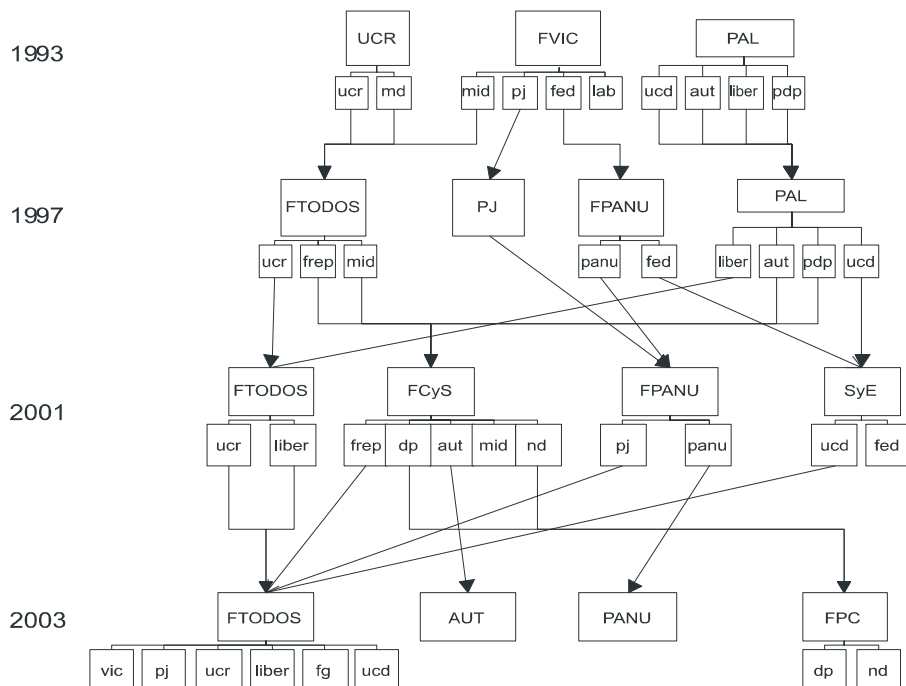 1993 UCR FVIC PAL
ucr md mid pj fed lab ucd aut liber pdp
1997 FTODOS PJ FPANU PAL
ucr frep mid panu fed liber aut pdp ucd
2001 FTODOS FCyS FPANU SyE
ucr liber frep dp aut mid nd pj panu ucd fed
2003 FTODOS AUT PANU FPC
vic pj ucr liber fg ucd dp nd